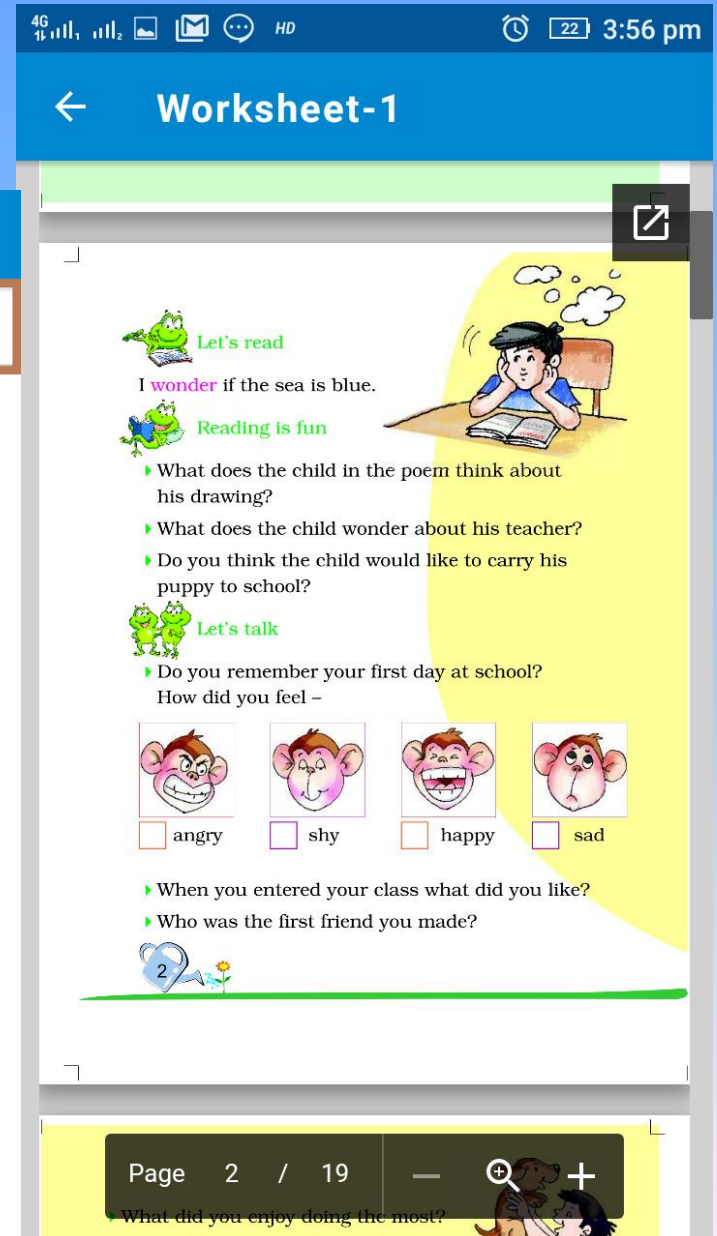 4G 1 2 HD 22 3:56 pm
Worksheet-1
Let's read
I wonder if the sea is blue.
Reading is fun
What does the child in the poem think about
his drawing?
What does the child wonder about his teacher?
Do you think the child would like to carry his
puppy to school?
Let's talk
Do you remember your first day at school?
How did you feel –
angry shy happy sad
When you entered your class what did you like?
Who was the first friend you made?
2
Page 2 / 19
What did you enjoy doing the most?